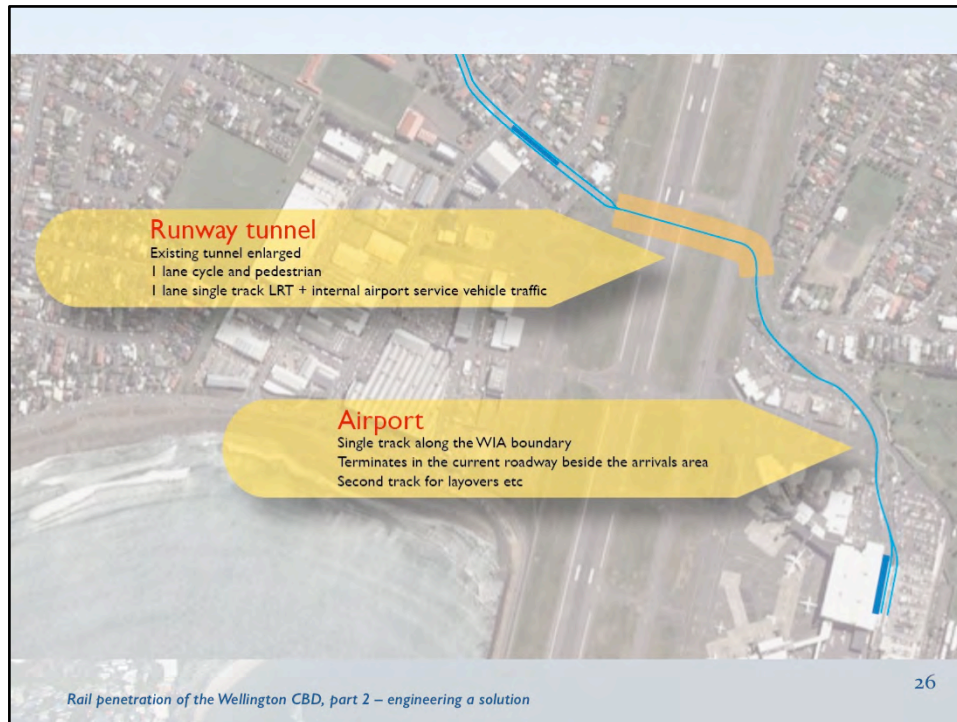 Runway tunnel
Existing tunnel enlarged
1 lane cycle and pedestrian
1 lane single track LRT + internal airport service vehicle traffic
Airport
Single track along the WIA boundary
Terminates in the current roadway beside the arrivals area
Second track for layovers etc
Rail penetration of the Wellington CBD, part 2 – engineering a solution
26